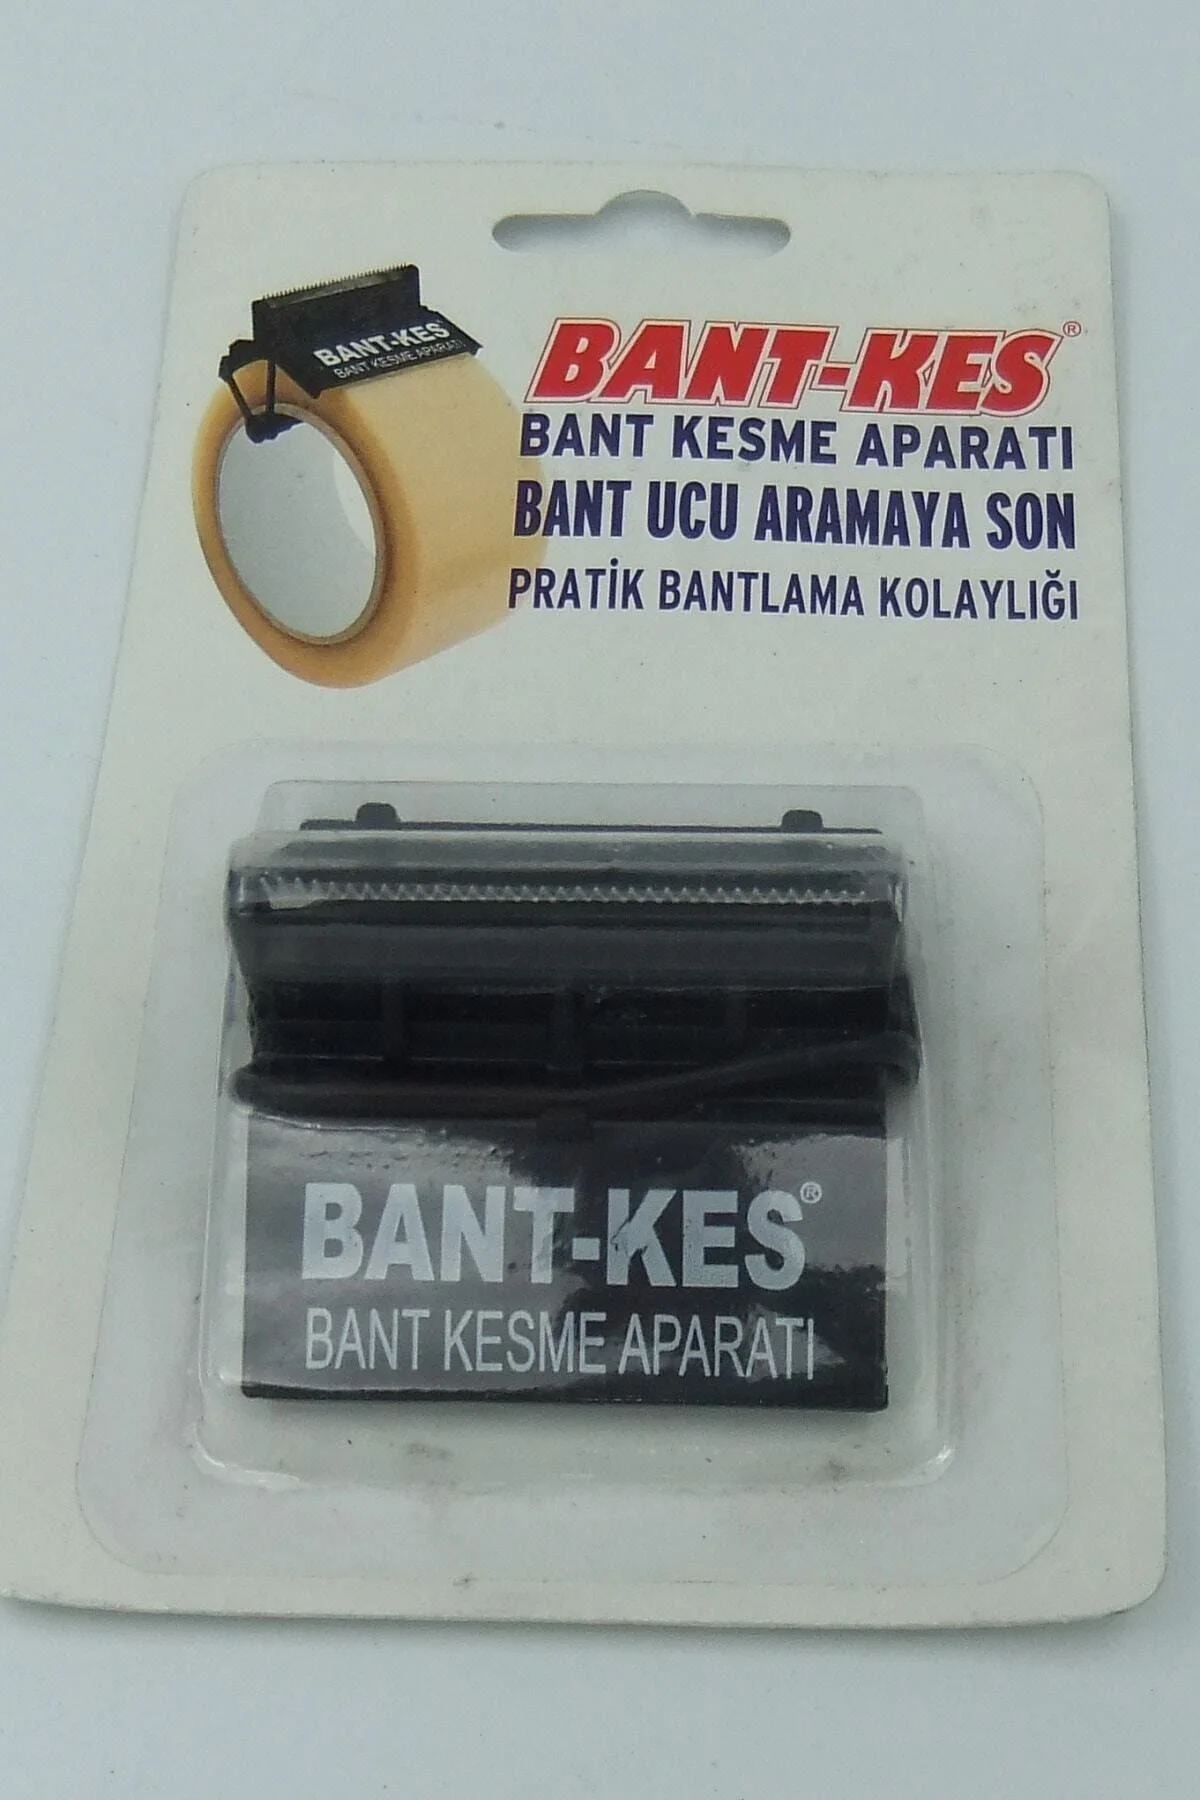 BANT-KES
BANT KESME APARATI
BANT-KES®
BANT KESME APARATI
BANT UCU ARAMAYA SON
PRATİK BANTLAMA KOLAYLIĞI
BANT-KES®
BANT KESME APARATI